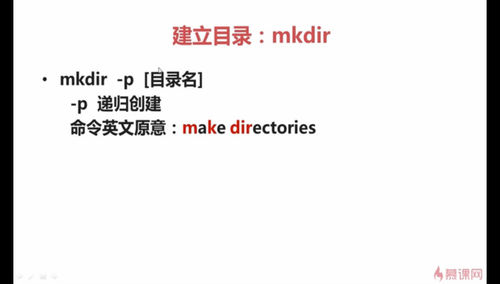 建立目录：mkdir
• mkdir -p [目录名]
-p 递归创建
命令英文原意：make directories
慕课网